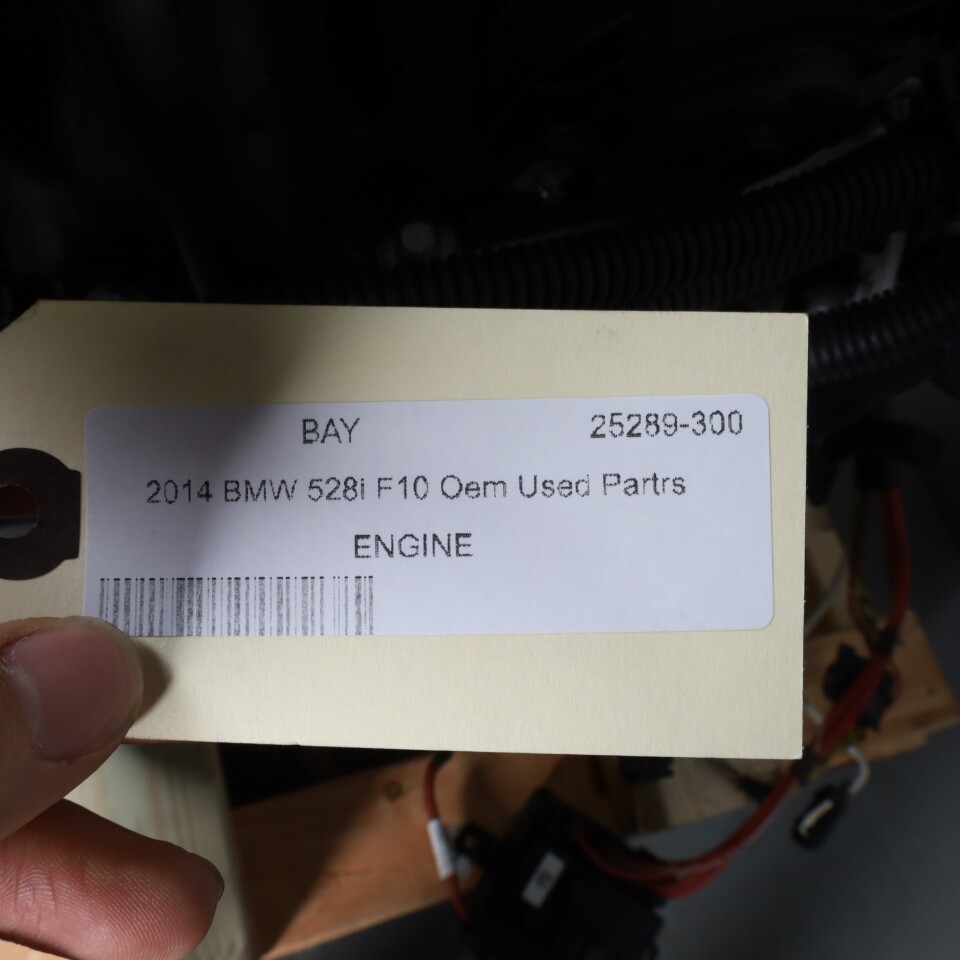 BAY 25289-300
2014 BMW 528i F10 Oem Used Partrs
ENGINE